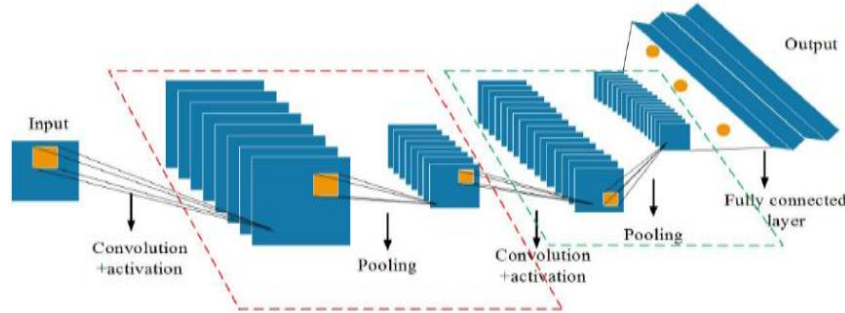 Input
Convolution
+activation
Pooling
Convolution
+activation
Pooling
Fully connected
layer
Output